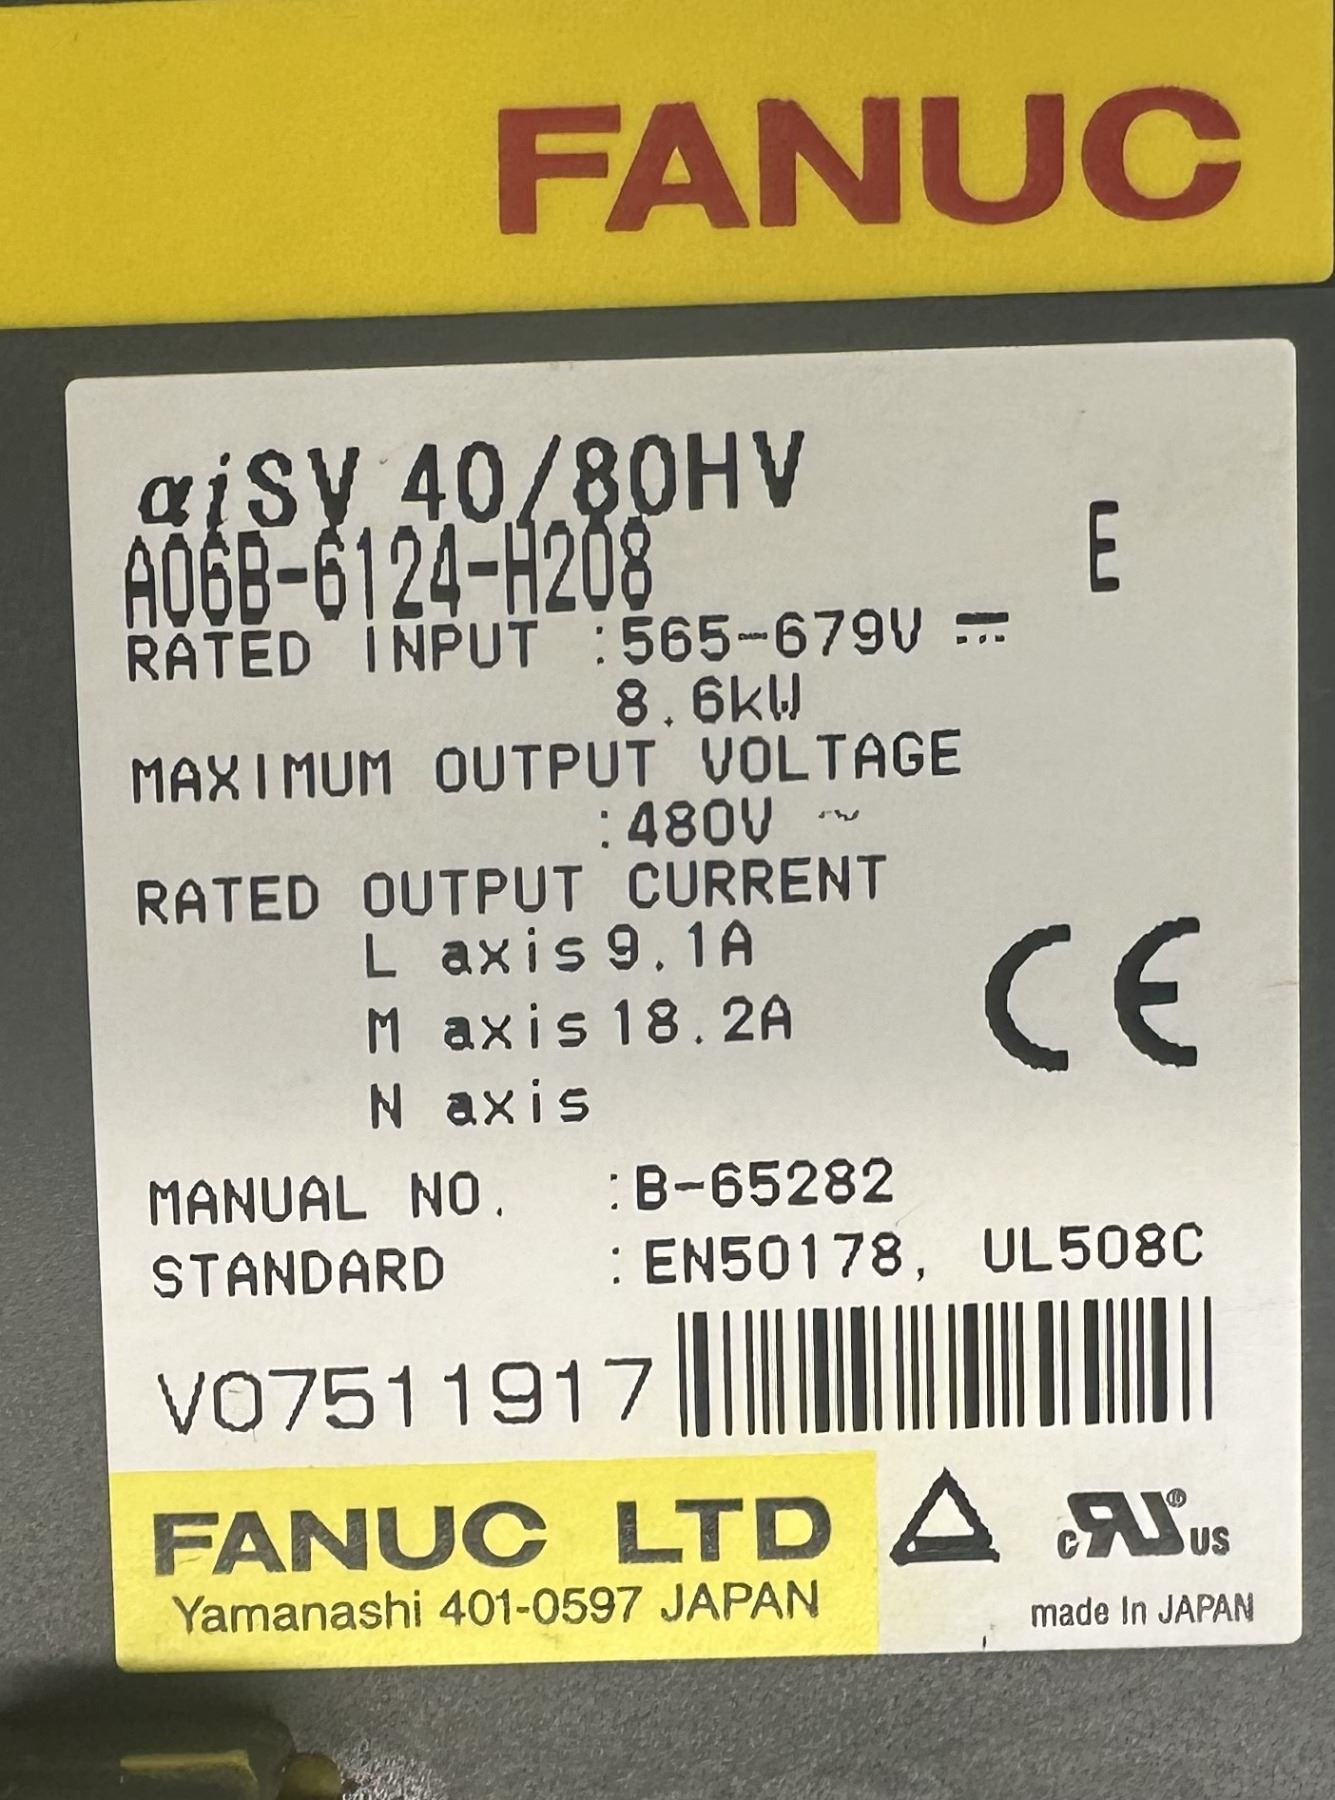 FANUC
αiSV 40/80HV
A06B-6124-H208 E
RATED INPUT :565-679V ⎓
8.6kW
MAXIMUM OUTPUT VOLTAGE
:480V ~
RATED OUTPUT CURRENT
L axis 9.1A
M axis 18.2A
N axis
CE
MANUAL NO. :B-65282
STANDARD :EN50178, UL508C
V07511917
FANUC LTD
Yamanashi 401-0597 JAPAN
c RU ® US
made In JAPAN